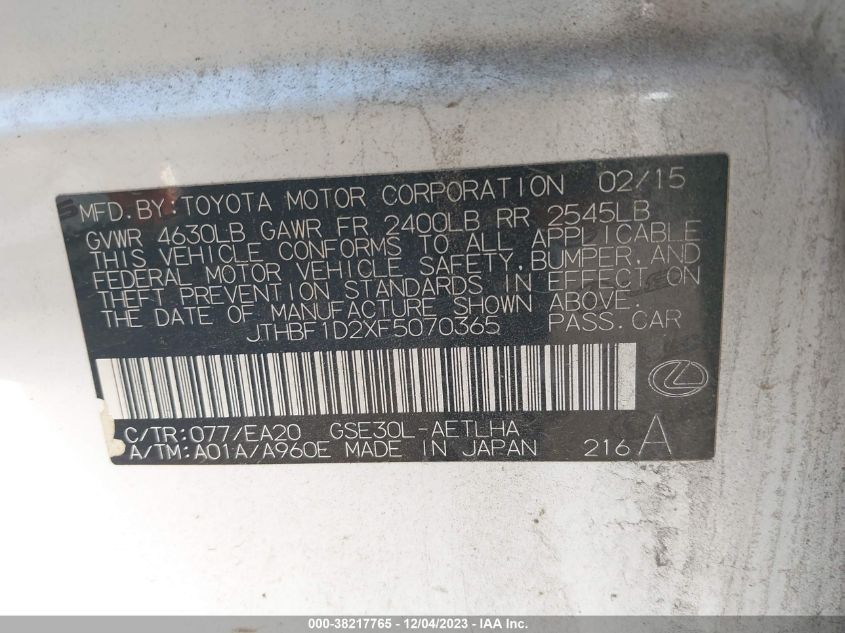 MFD. BY: TOYOTA MOTOR CORPORATION 02/15
GVWR 4630LB GAWR FR 2400LB RR 2545LB
THIS VEHICLE CONFORMS TO ALL APPLICABLE
FEDERAL MOTOR VEHICLE SAFETY, BUMPER, AND
THEFT PREVENTION STANDARDS IN EFFECT ON
THE DATE OF MANUFACTURE SHOWN ABOVE.
JTHBF1D2XF5070365 PASS. CAR
C/TR: 077/EA20 GSE30L-AETLHA
A/TM: A01A/A960E MADE IN JAPAN 216 A
000-38217765 - 12/04/2023 - IAA Inc.